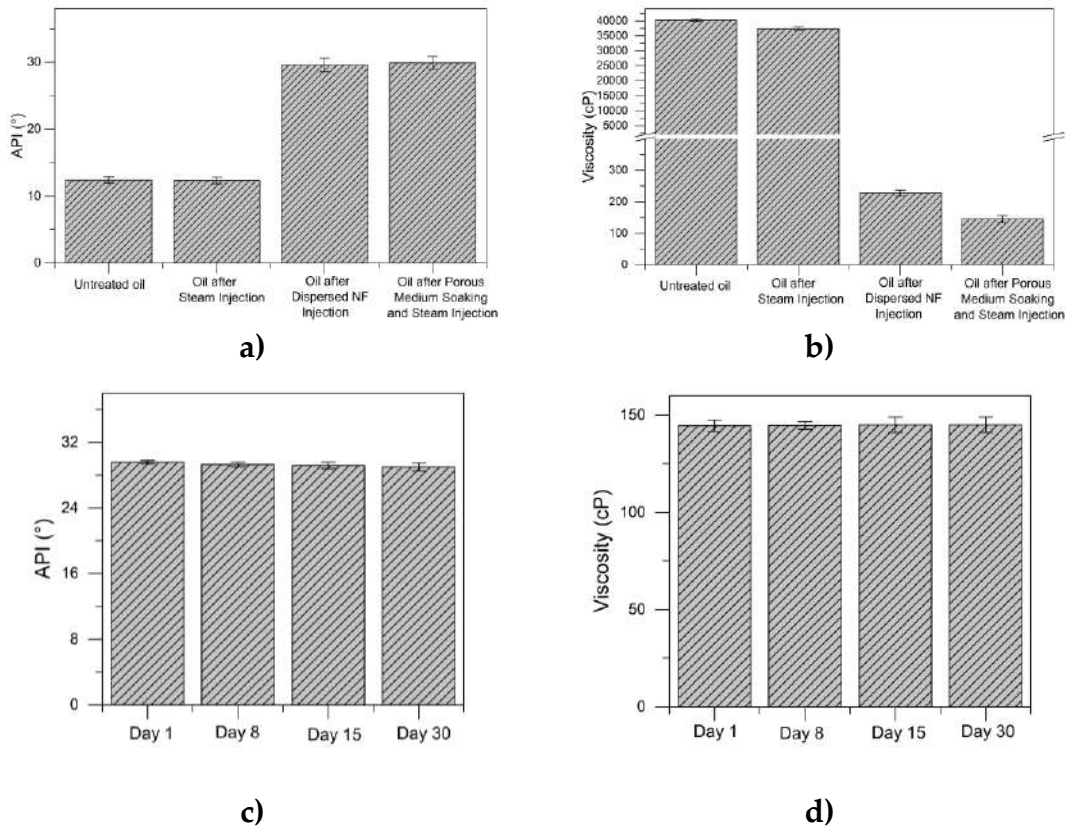 API (°)
30
20
10
0
Untreated oil
Oil after
Steam Injection
Oil after
Dispersed NF
Injection
Oil after Porous
Medium Soaking
and Steam Injection
a)
Viscosity (cP)
40000
35000
30000
25000
20000
15000
10000
5000
300
200
100
0
Untreated oil
Oil after
Steam Injection
Oil after
Dispersed NF
Injection
Oil after Porous
Medium Soaking
and Steam Injection
b)
API (°)
32
24
16
8
0
Day 1
Day 8
Day 15
Day 30
c)
Viscosity (cP)
150
100
50
0
Day 1
Day 8
Day 15
Day 30
d)